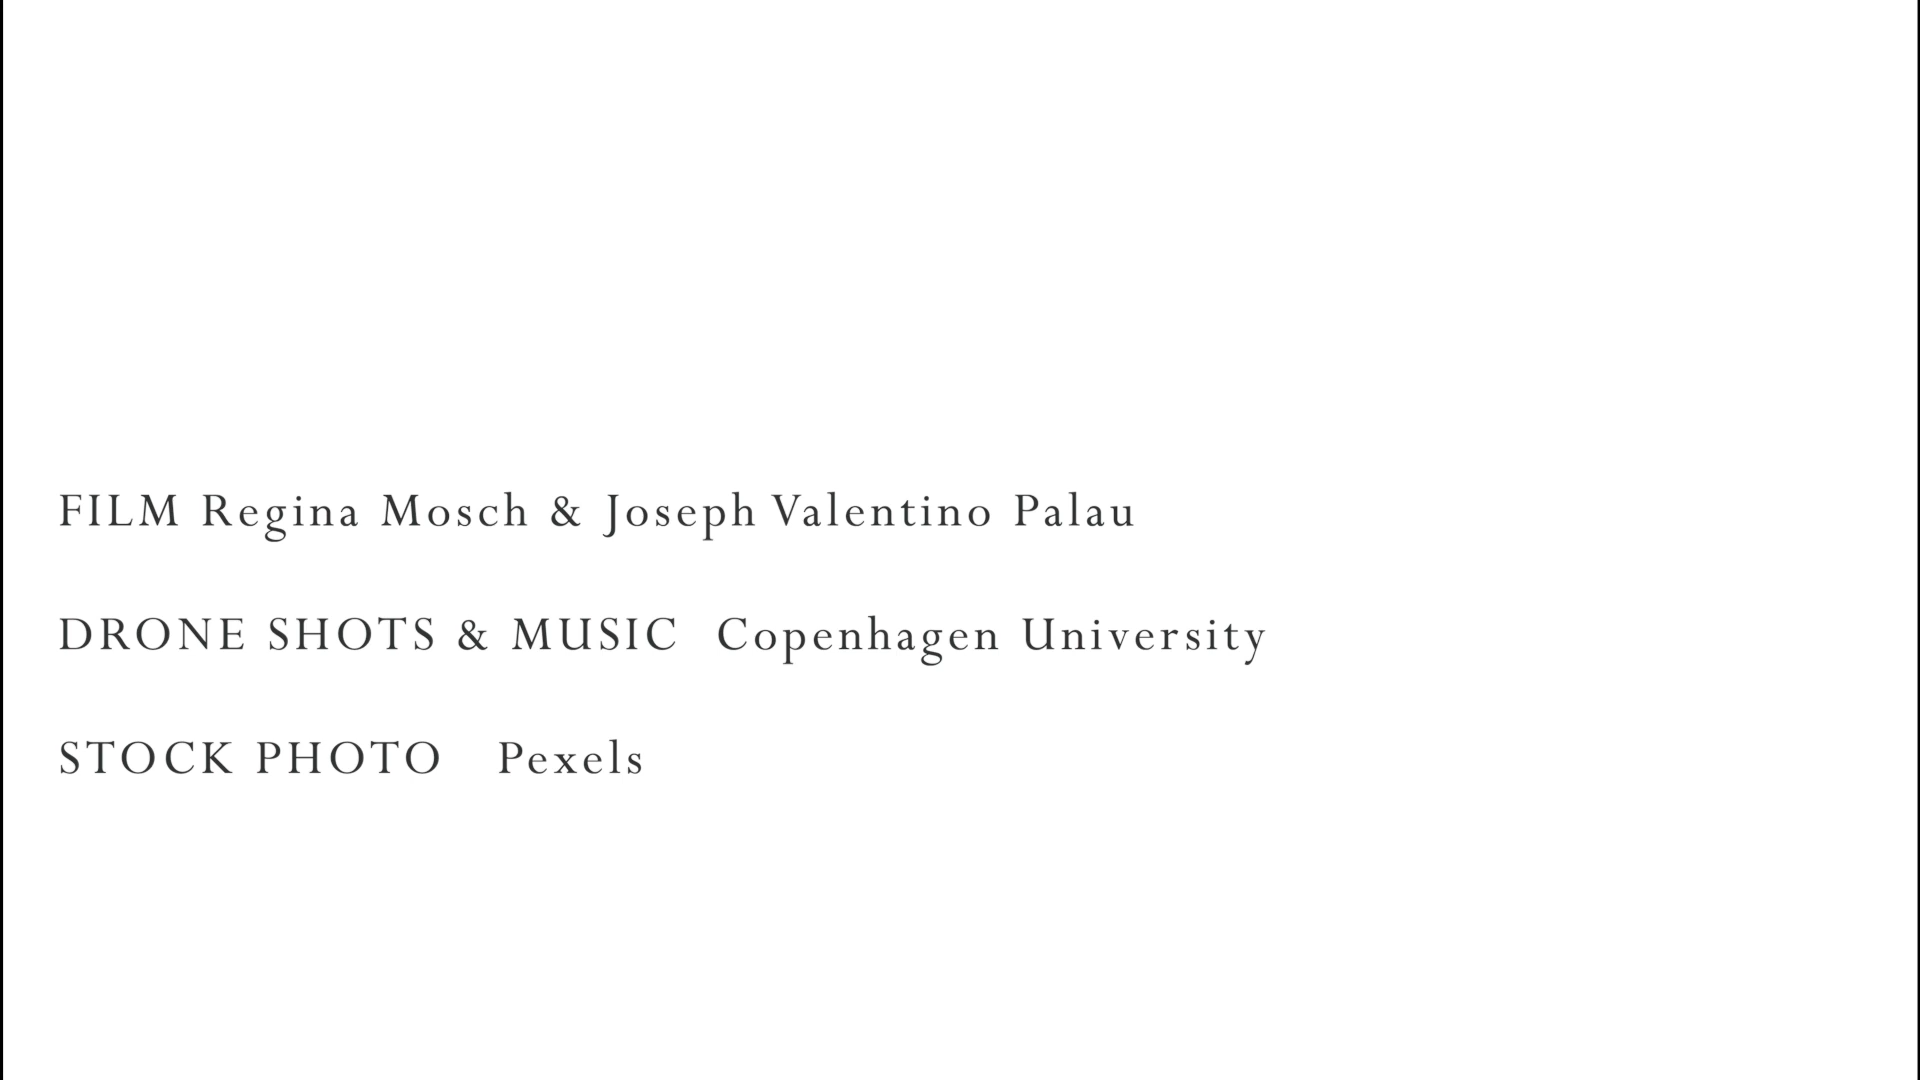 FILM Regina Mosch & Joseph Valentino Palau
DRONE SHOTS & MUSIC Copenhagen University
STOCK PHOTO Pexels